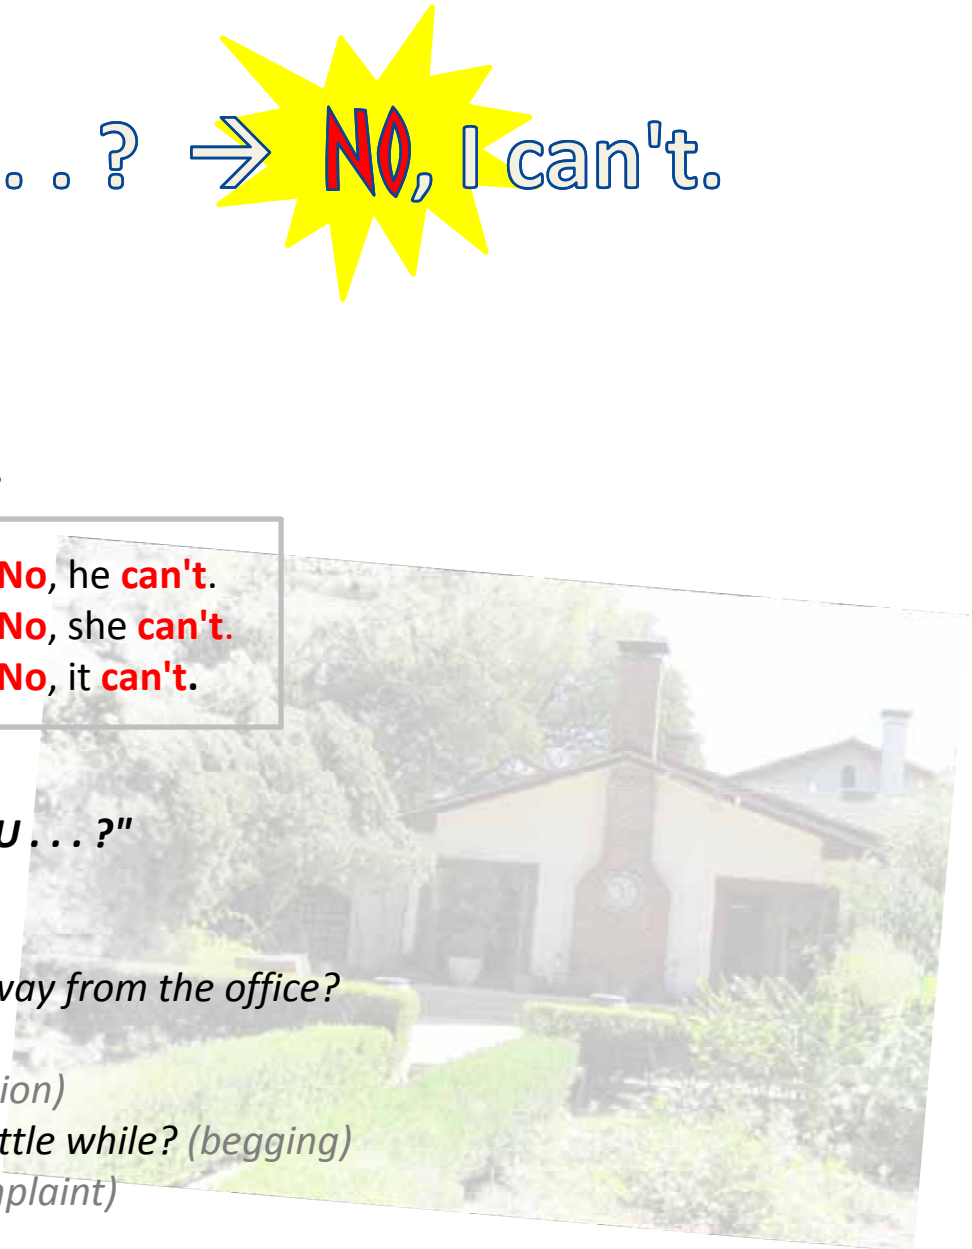 . . ? → NO, I can't.
.
No, he can't.
No, she can't.
No, it can't.
U . . . ?"
way from the office?
ion)
ttle while? (begging)
plaint)